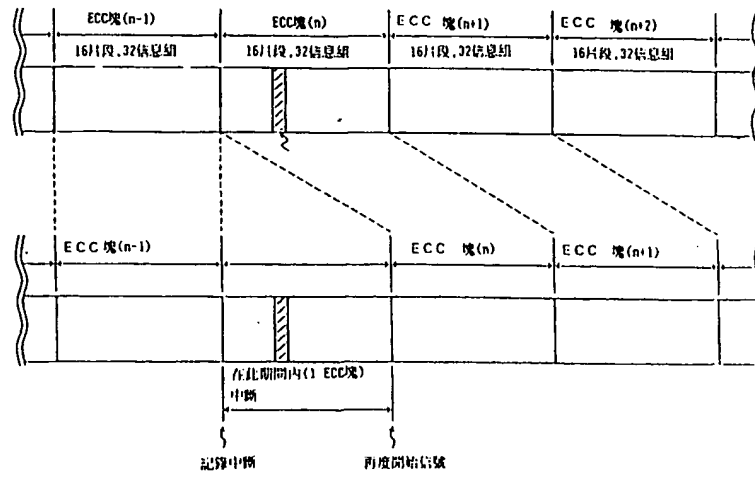 ECC塊(n-1)
ECC塊(n)
ECC 塊(n+1)
ECC 塊(n+2)
16片段,32信息組
16片段,32信息組
16片段,32信息組
16片段,32信息組
ECC 塊(n-1)
ECC 塊(n)
ECC 塊(n+1)
在此期間內(1 ECC塊)
中斷
記錄中斷
再度開始信號